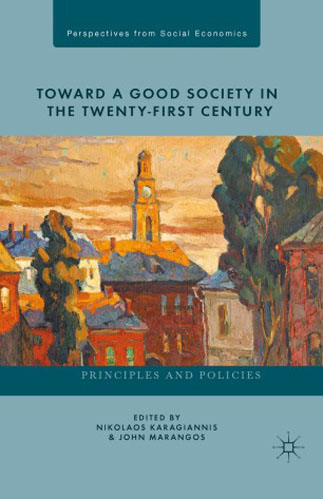 Perspectives from Social Economics
TOWARD A GOOD SOCIETY IN
THE TWENTY-FIRST CENTURY
PRINCIPLES AND POLICIES
EDITED BY
NIKOLAOS KARAGIANNIS
& JOHN MARANGOS